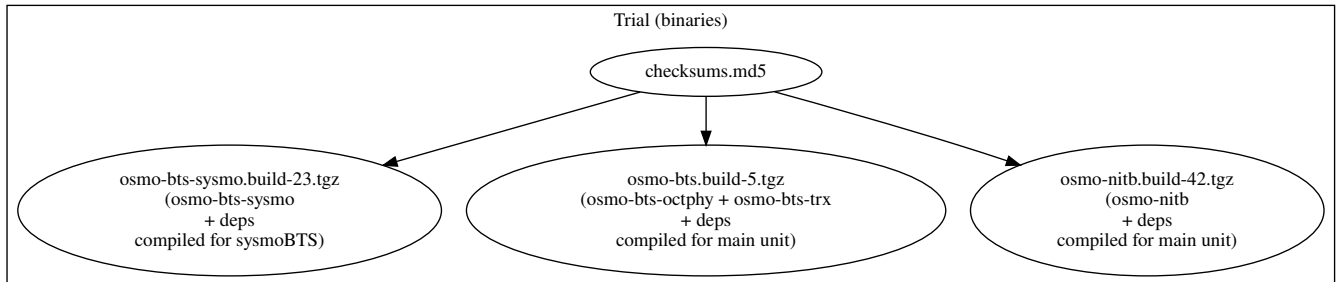 Trial (binaries)
checksums.md5
osmo-bts-sysmo.build-23.tgz
(osmo-bts-sysmo
+ deps
compiled for sysmoBTS)
osmo-bts.build-5.tgz
(osmo-bts-octphy + osmo-bts-trx
+ deps
compiled for main unit)
osmo-nitb.build-42.tgz
(osmo-nitb
+ deps
compiled for main unit)